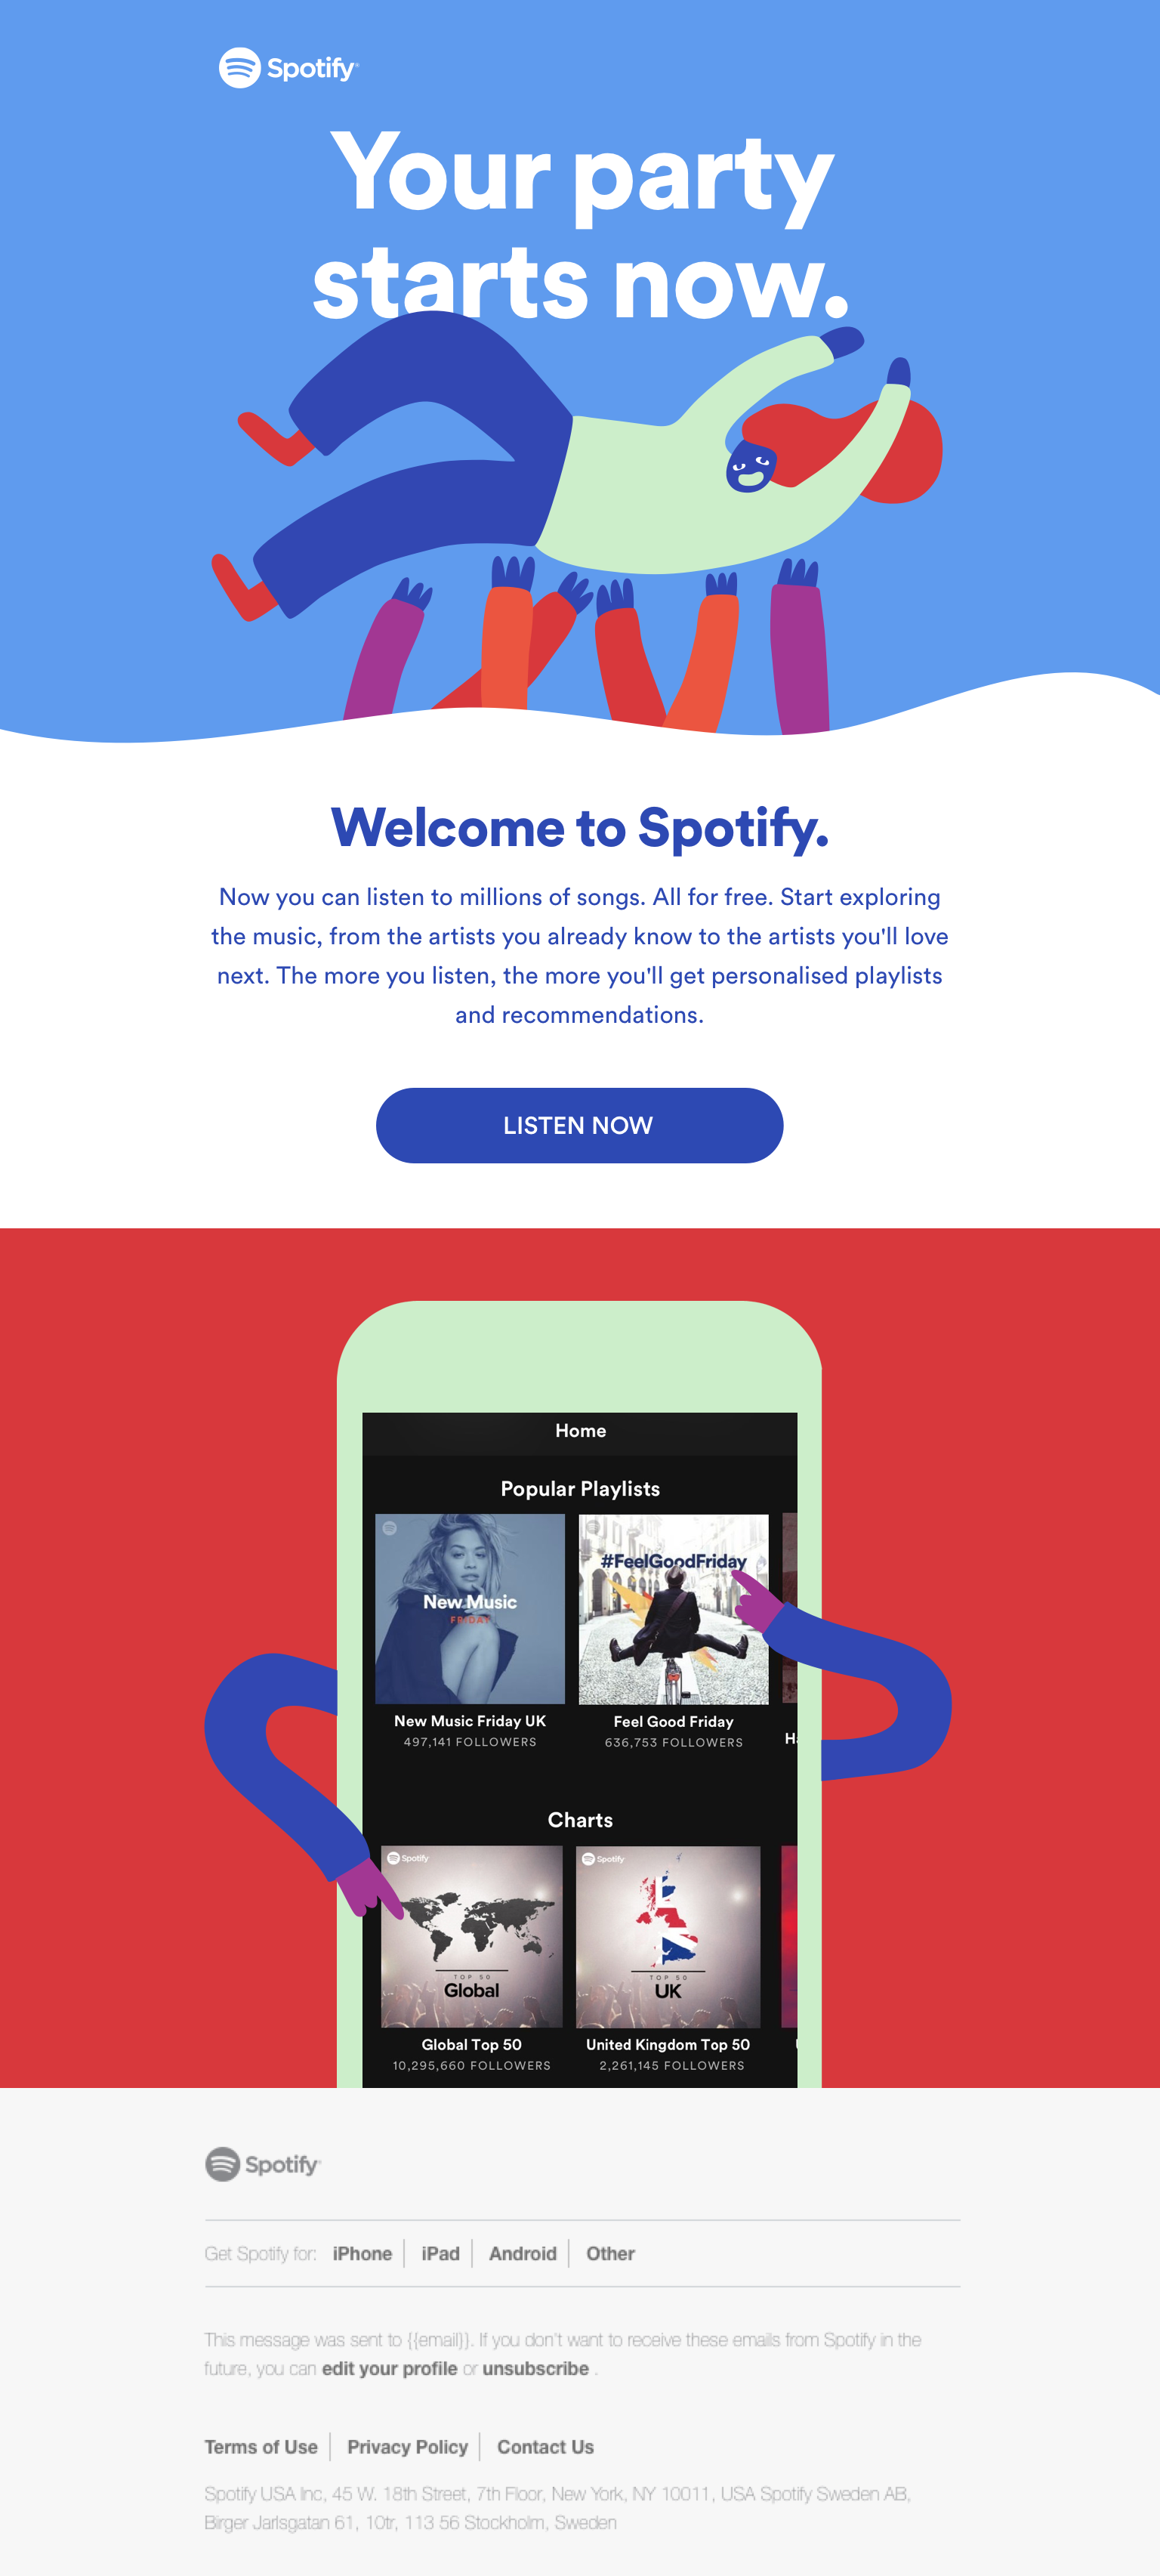 Spotify
Your party
starts now.
Welcome to Spotify.
Now you can listen to millions of songs. All for free. Start exploring
the music, from the artists you already know to the artists you'll love
next. The more you listen, the more you'll get personalised playlists
and recommendations.
LISTEN NOW
Home
Popular Playlists
New Music
FRIDAY
#FeelGoodFriday
New Music Friday UK
497,141 FOLLOWERS
Feel Good Friday
636,753 FOLLOWERS
Charts
Spotify
TOP 50
Global
Spotify
TOP 50
UK
Global Top 50
10,295,660 FOLLOWERS
United Kingdom Top 50
2,261,145 FOLLOWERS
Spotify
Get Spotify for: iPhone iPad Android Other
This message was sent to {{email}}. If you don't want to receive these emails from Spotify in the
future, you can edit your profile or unsubscribe .
Terms of Use Privacy Policy Contact Us
Spotify USA Inc, 45 W. 18th Street, 7th Floor, New York, NY 10011, USA Spotify Sweden AB,
Birger Jarlsgatan 61, 10tr, 113 56 Stockholm, Sweden